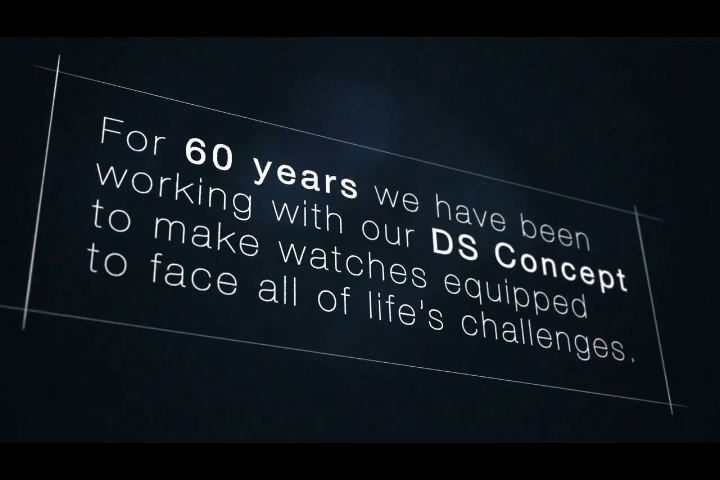 For 60 years we have been
working with our DS Concept
to make watches equipped
to face all of life's challenges.